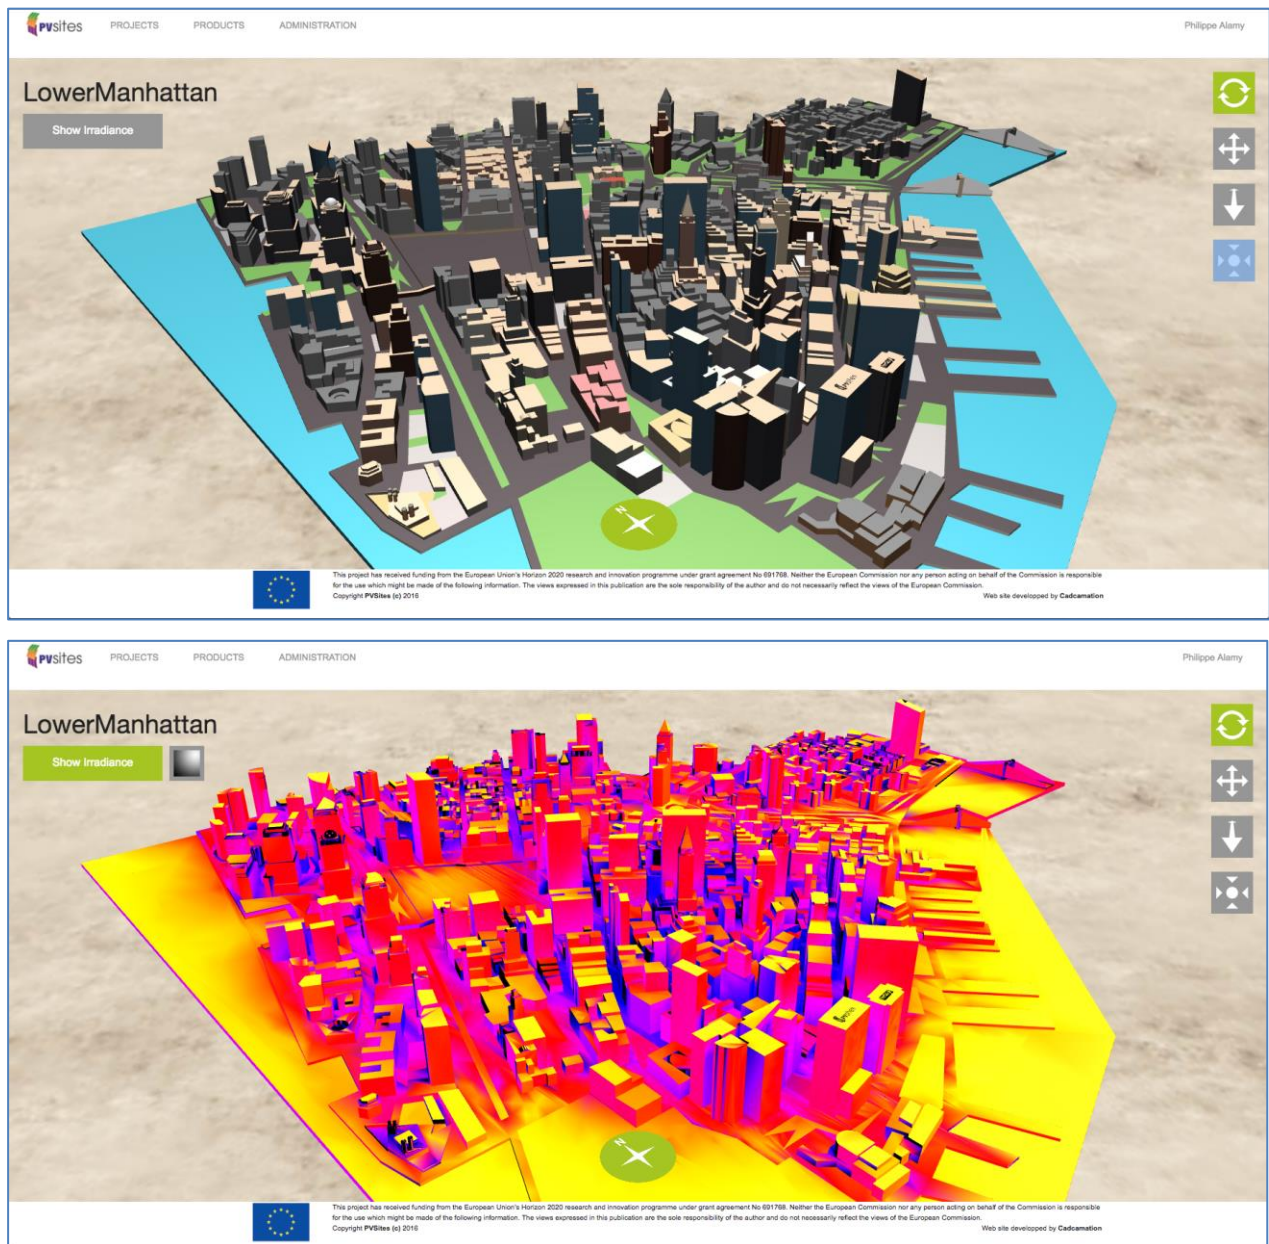 PVsites PROJECTS PRODUCTS ADMINISTRATION Philippe Alamy
LowerManhattan
Show Irradiance
N
This project has received funding from the European Union's Horizon 2020 research and innovation programme under grant agreement No 691768. Neither the European Commission nor any person acting on behalf of the Commission is responsible
for the use which might be made of the following information. The views expressed in this publication are the sole responsibility of the author and do not necessarily reflect the views of the European Commission.
Copyright PVSites (c) 2016 Web site developped by Cadcamation
PVsites PROJECTS PRODUCTS ADMINISTRATION Philippe Alamy
LowerManhattan
Show Irradiance
N
This project has received funding from the European Union's Horizon 2020 research and innovation programme under grant agreement No 691768. Neither the European Commission nor any person acting on behalf of the Commission is responsible
for the use which might be made of the following information. The views expressed in this publication are the sole responsibility of the author and do not necessarily reflect the views of the European Commission.
Copyright PVSites (c) 2016 Web site developped by Cadcamation